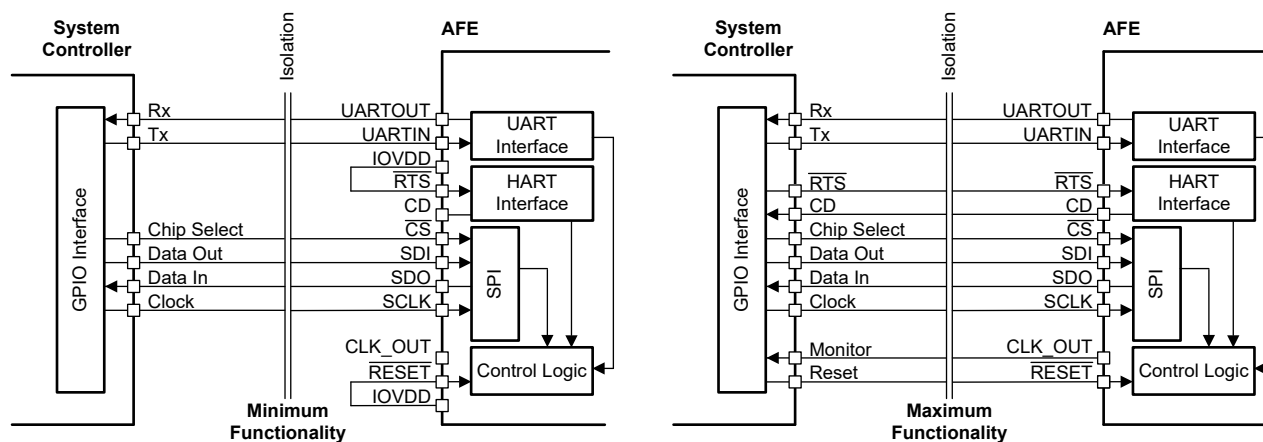 System
Controller
Isolation
AFE
GPIO Interface
Rx
UARTOUT
Tx
UARTIN
UART
Interface
IOVDD
RTS
HART
Interface
CD
Chip Select
CS
Data Out
SDI
Data In
SDO
Clock
SCLK
SPI
CLK_OUT
RESET
Control Logic
IOVDD
Minimum
Functionality
System
Controller
Isolation
AFE
GPIO Interface
Rx
UARTOUT
Tx
UARTIN
UART
Interface
RTS
RTS
HART
Interface
CD
CD
Chip Select
CS
Data Out
SDI
Data In
SDO
Clock
SCLK
SPI
Monitor
CLK_OUT
Reset
RESET
Control Logic
Maximum
Functionality